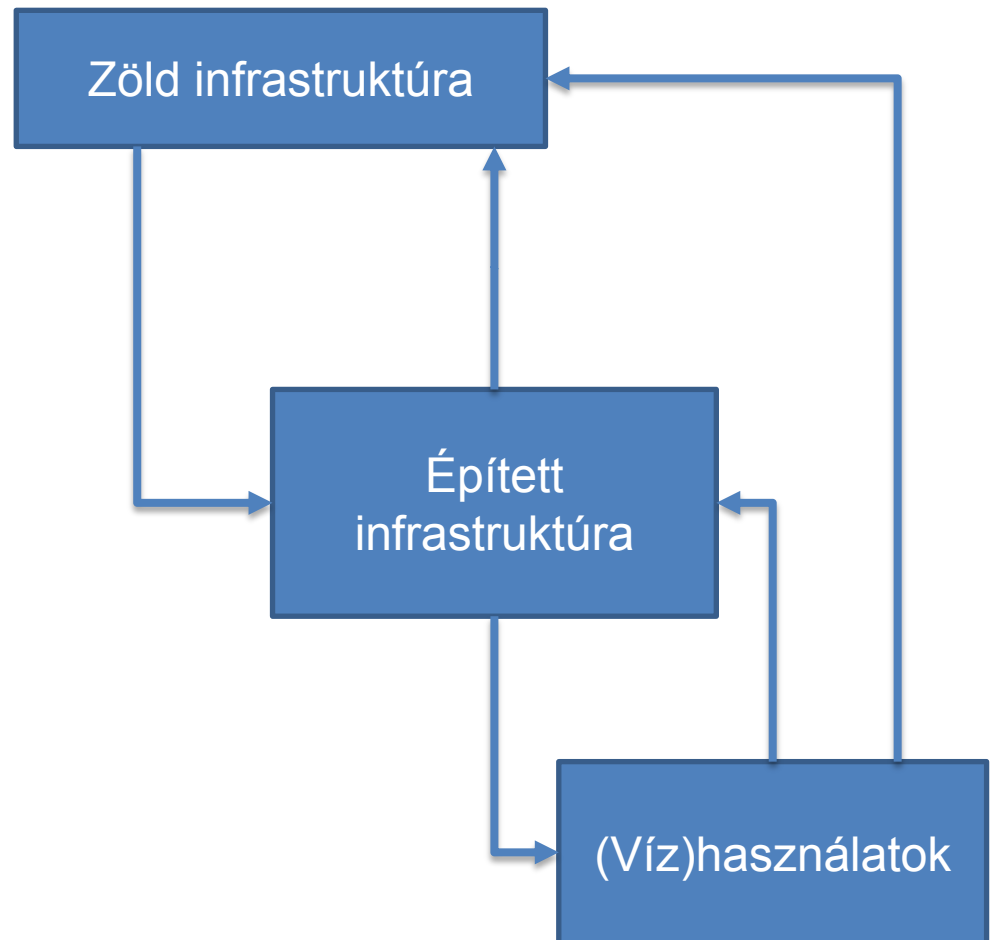 Zöld infrastruktúra
Épített
infrastruktúra
(Víz)használatok